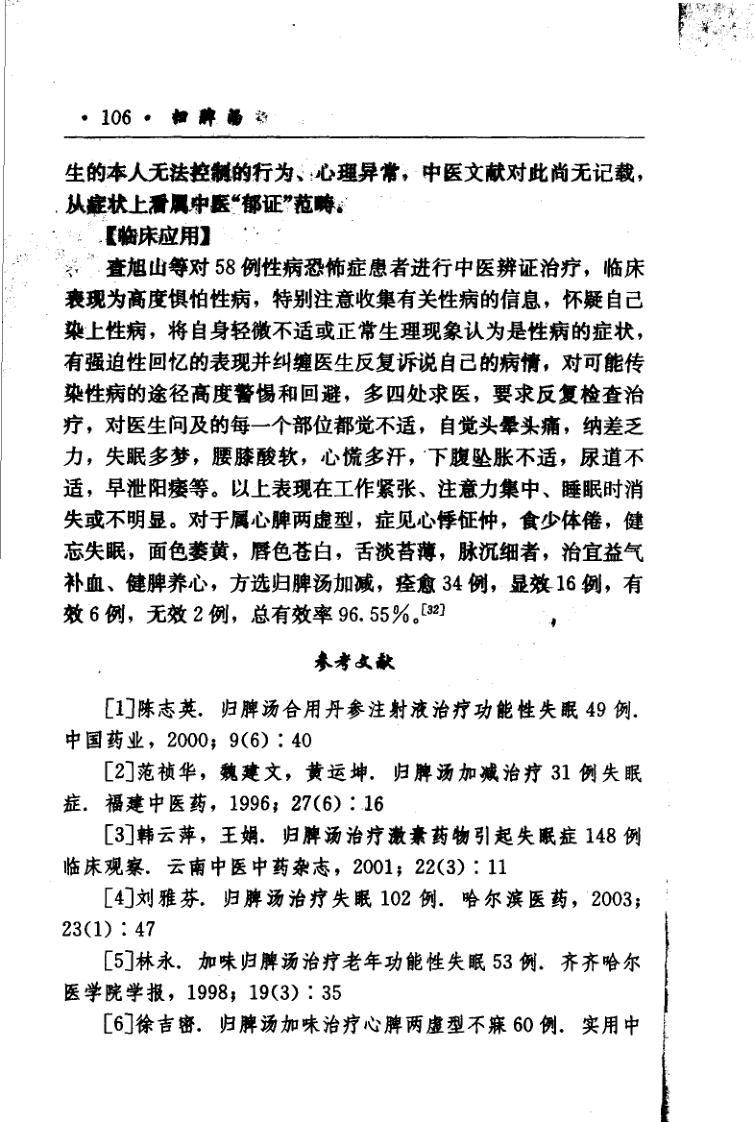 · 106 · 归脾汤
生的本人无法控制的行为、心理异常，中医文献对此尚无记载，
从症状上看属中医“郁证”范畴。
【临床应用】
查旭山等对 58 例性病恐怖症患者进行中医辨证治疗，临床
表现为高度惧怕性病，特别注意收集有关性病的信息，怀疑自己
染上性病，将自身轻微不适或正常生理现象认为是性病的症状，
有强迫性回忆的表现并纠缠医生反复诉说自己的病情，对可能传
染性病的途径高度警惕和回避，多四处求医，要求反复检查治
疗，对医生问及的每一个部位都觉不适，自觉头晕头痛，纳差乏
力，失眠多梦，腰膝酸软，心慌多汗，下腹坠胀不适，尿道不
适，早泄阳痿等。以上表现在工作紧张、注意力集中、睡眠时消
失或不明显。对于属心脾两虚型，症见心悸怔忡，食少体倦，健
忘失眠，面色萎黄，唇色苍白，舌淡苔薄，脉沉细者，治宜益气
补血、健脾养心，方选归脾汤加减，痊愈 34 例，显效 16 例，有
效 6 例，无效 2 例，总有效率 96.55%。[32]
参考文献
[1]陈志英. 归脾汤合用丹参注射液治疗功能性失眠 49 例.
中国药业，2000；9(6)：40
[2]范祯华，魏建文，黄运坤. 归脾汤加减治疗 31 例失眠
症. 福建中医药，1996；27(6)：16
[3]韩云萍，王娟. 归脾汤治疗激素药物引起失眠症 148 例
临床观察. 云南中医中药杂志，2001；22(3)：11
[4]刘雅芬. 归脾汤治疗失眠 102 例. 哈尔滨医药，2003；
23(1)：47
[5]林永. 加味归脾汤治疗老年功能性失眠 53 例. 齐齐哈尔
医学院学报，1998；19(3)：35
[6]徐吉密. 归脾汤加味治疗心脾两虚型不寐 60 例. 实用中